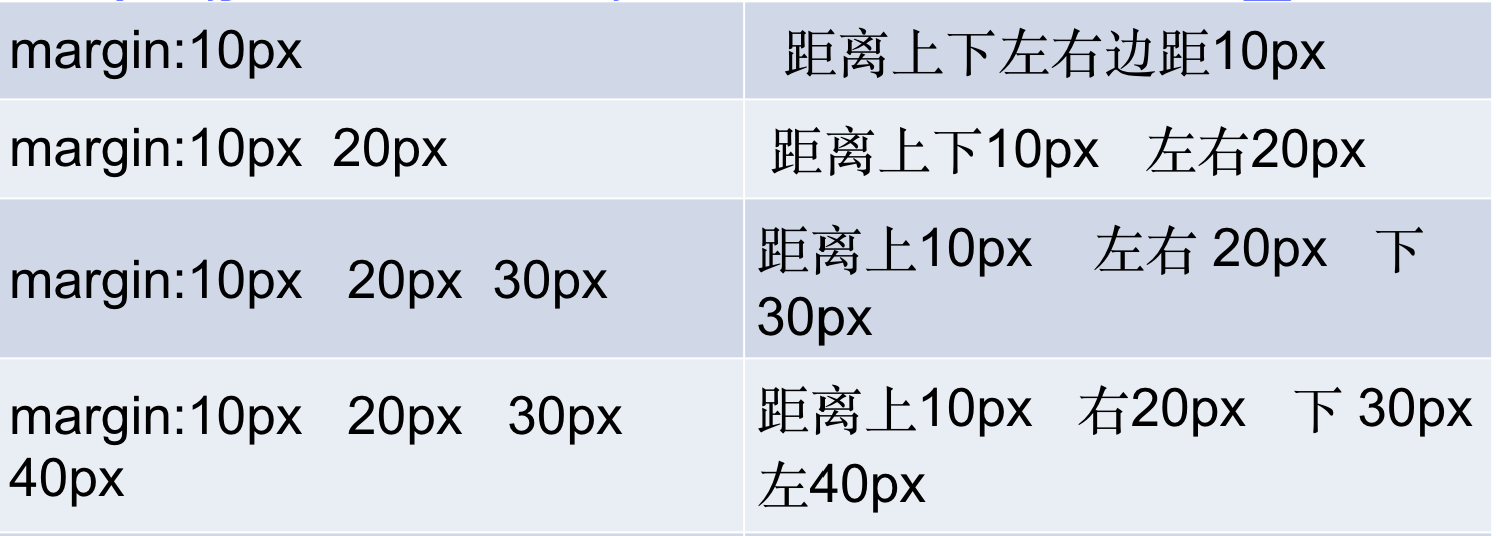 margin:10px 距离上下左右边距10px
margin:10px 20px 距离上下10px 左右20px
margin:10px 20px 30px
距离上10px 左右 20px 下
30px
margin:10px 20px 30px
40px
距离上10px 右20px 下 30px
左40px